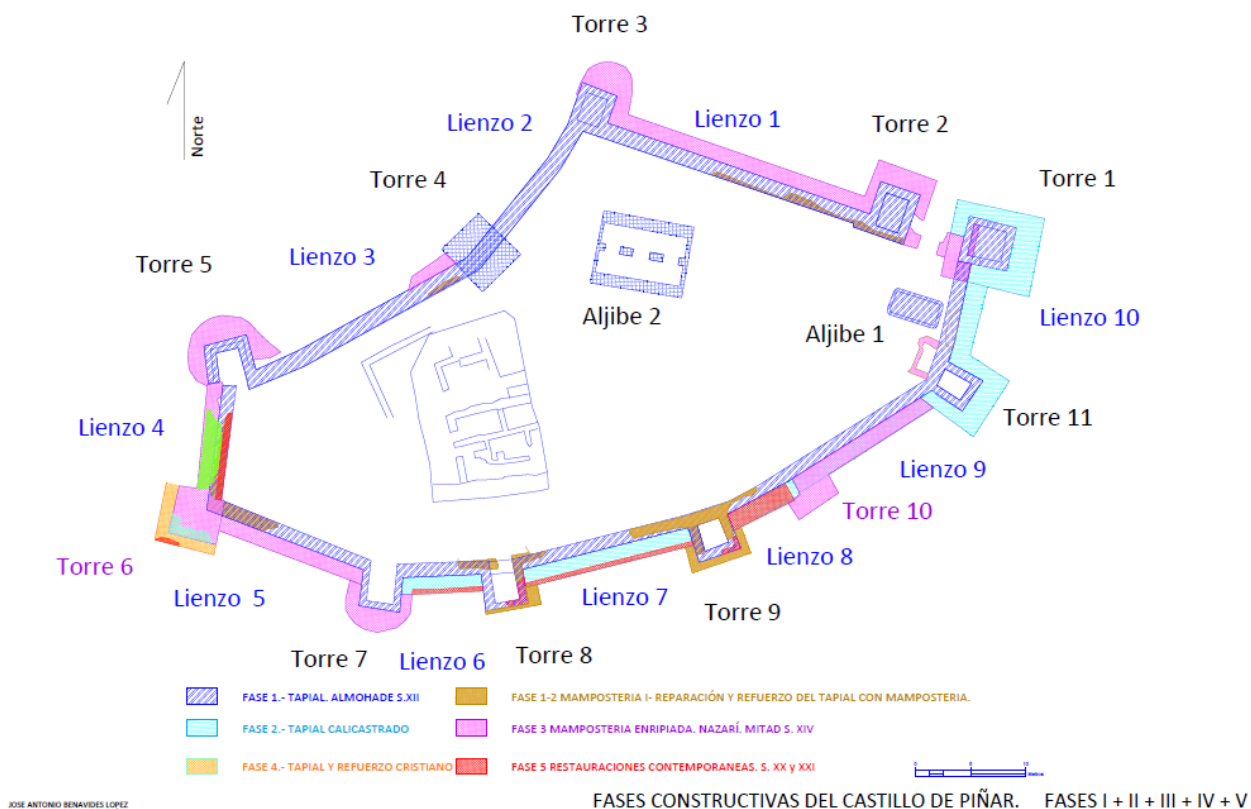 Torre 3
Norte
Lienzo 2
Lienzo 1
Torre 2
Torre 4
Torre 1
Lienzo 3
Torre 5
Aljibe 2
Lienzo 10
Aljibe 1
Lienzo 4
Torre 11
Lienzo 9
Torre 10
Torre 6
Lienzo 8
Lienzo 5
Lienzo 7
Torre 9
Torre 7
Lienzo 6
Torre 8
FASE 1.- TAPIAL. ALMOHADE S.XII
FASE 1-2 MAMPOSTERIA I- REPARACIÓN Y REFUERZO DEL TAPIAL CON MAMPOSTERIA.
FASE 2.- TAPIAL CALICASTRADO
FASE 3 MAMPOSTERIA ENRIPIADA. NAZARÍ. MITAD S. XIV
FASE 4.- TAPIAL Y REFUERZO CRISTIANO
FASE 5 RESTAURACIONES CONTEMPORANEAS. S. XX y XXI
JOSE ANTONIO BENAVIDES LOPEZ
FASES CONSTRUCTIVAS DEL CASTILLO DE PIÑAR. FASES I + II + III + IV + V